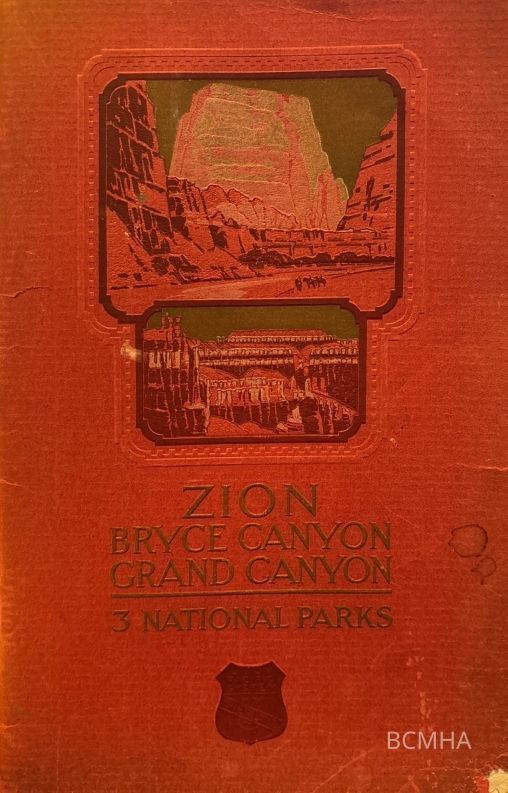 ZION
BRYCE CANYON
GRAND CANYON
3 NATIONAL PARKS
BCMHA